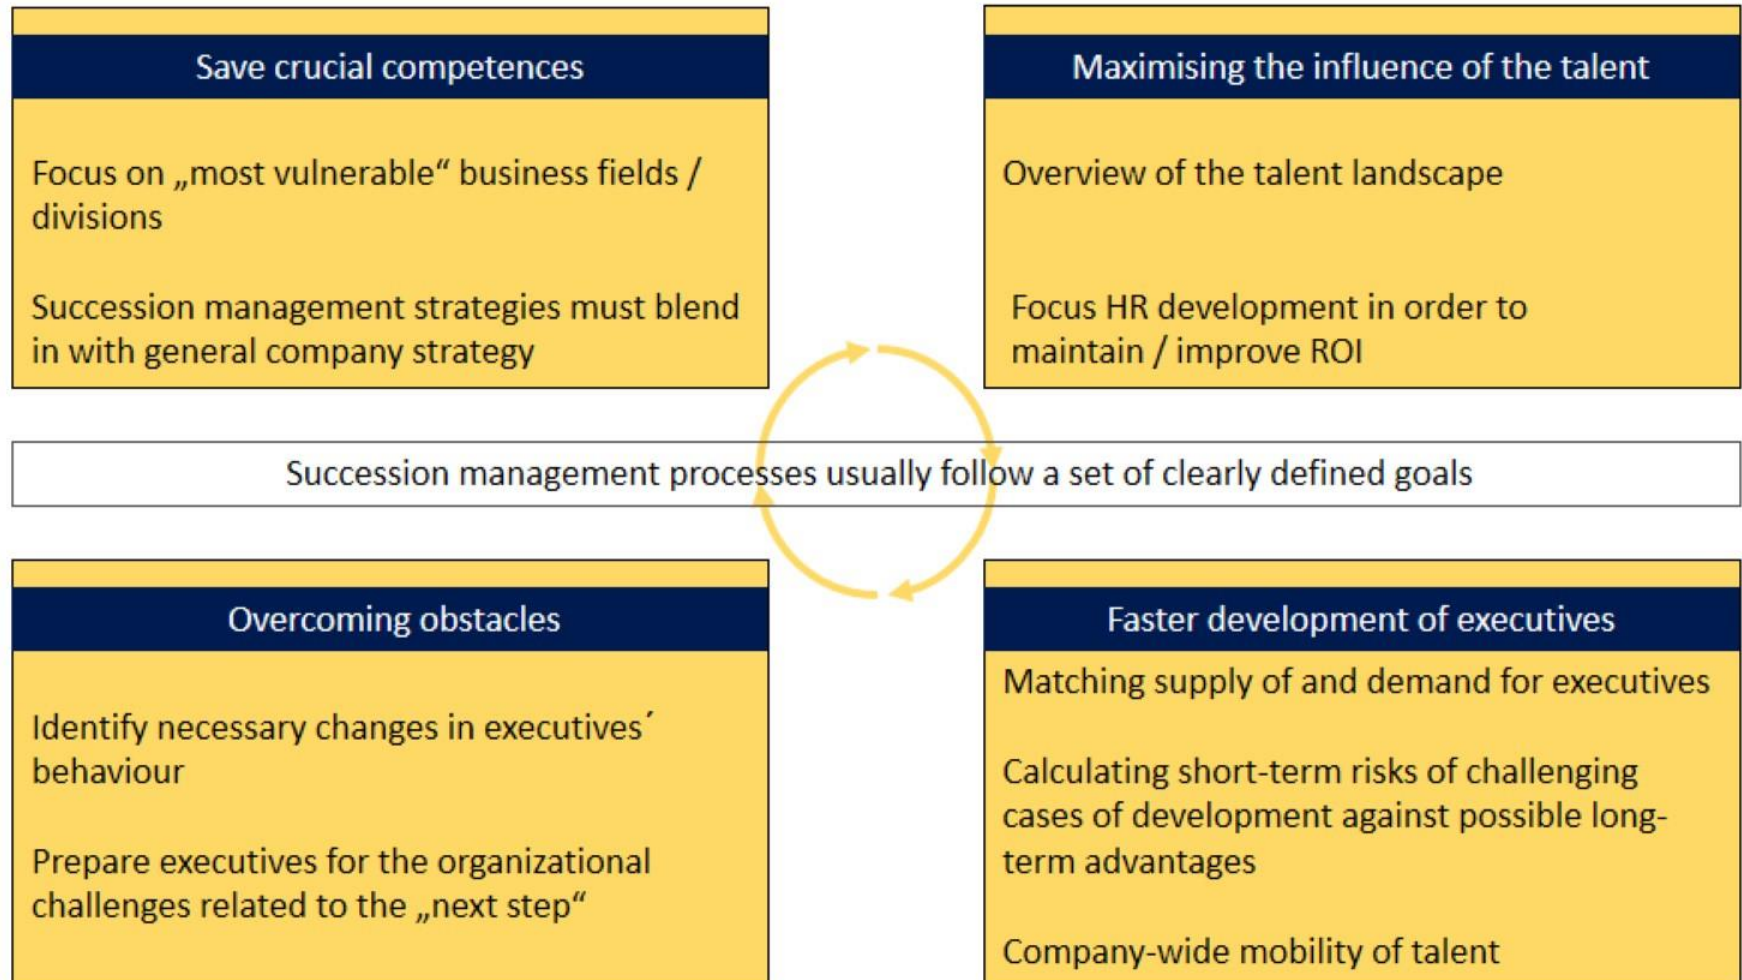 Save crucial competences
Focus on „most vulnerable“ business fields /
divisions
Succession management strategies must blend
in with general company strategy
Maximising the influence of the talent
Overview of the talent landscape
Focus HR development in order to
maintain / improve ROI
Succession management processes usually follow a set of clearly defined goals
Overcoming obstacles
Identify necessary changes in executives´
behaviour
Prepare executives for the organizational
challenges related to the „next step“
Faster development of executives
Matching supply of and demand for executives
Calculating short-term risks of challenging
cases of development against possible long-
term advantages
Company-wide mobility of talent